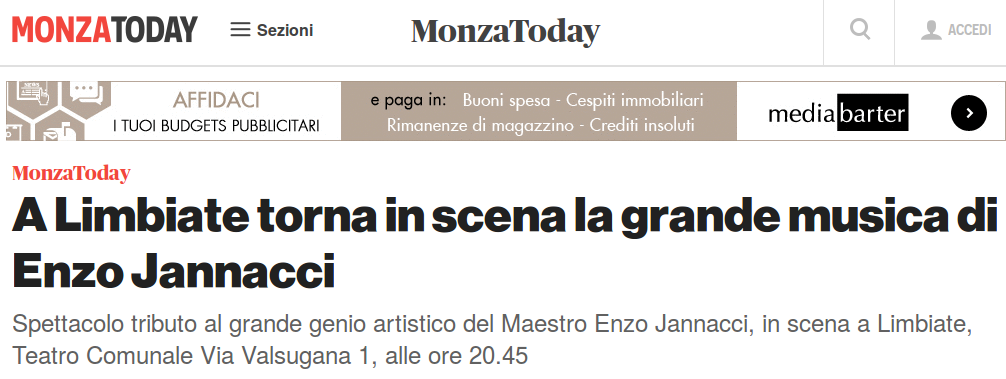 MONZATODAY
Sezioni
MonzaToday
ACCEDI
AFFIDACI
I TUOI BUDGETS PUBBLICITARI
e paga in: Buoni spesa - Cespiti immobiliari
Rimanenze di magazzino - Crediti insoluti
mediabarter
MonzaToday
A Limbiate torna in scena la grande musica di
Enzo Jannacci
Spettacolo tributo al grande genio artistico del Maestro Enzo Jannacci, in scena a Limbiate,
Teatro Comunale Via Valsugana 1, alle ore 20.45